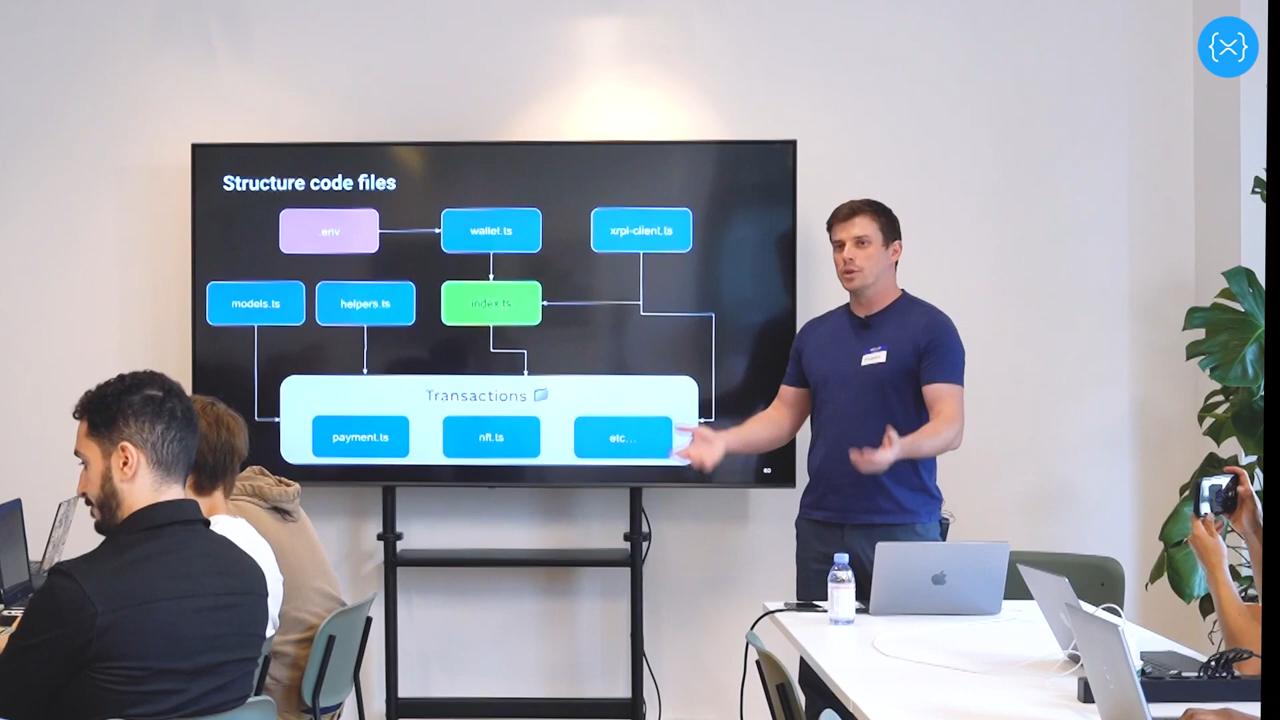 Structure code files
.env
wallet.ts
xrpl-client.ts
models.ts
helpers.ts
index.ts
Transactions
payment.ts
nft.ts
etc...
60